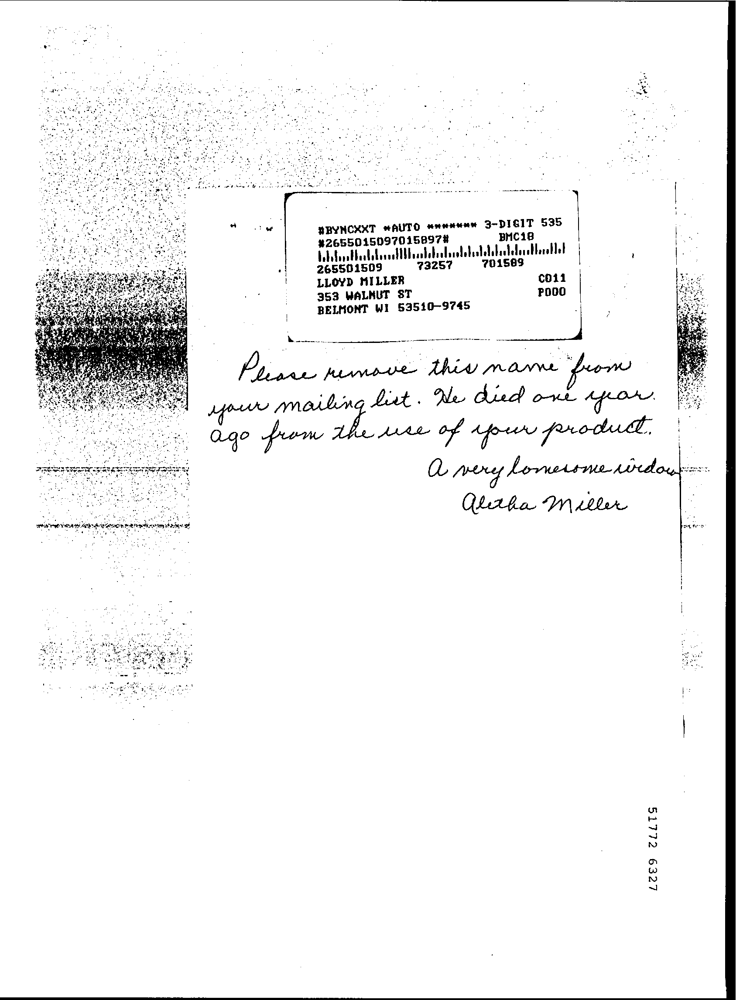 #BYNCXXT *AUTO ******* 3-DIGIT 535
#2655015097015897# BMC18
265501509 73257 701589
LLOYD MILLER CD11
353 WALNUT ST P000
BELMONT WI 53510-9745
Please remove this name from
your mailing list. He died one year
ago from the use of your product.
A very lonesome widow
Aletha Miller
51772 6327